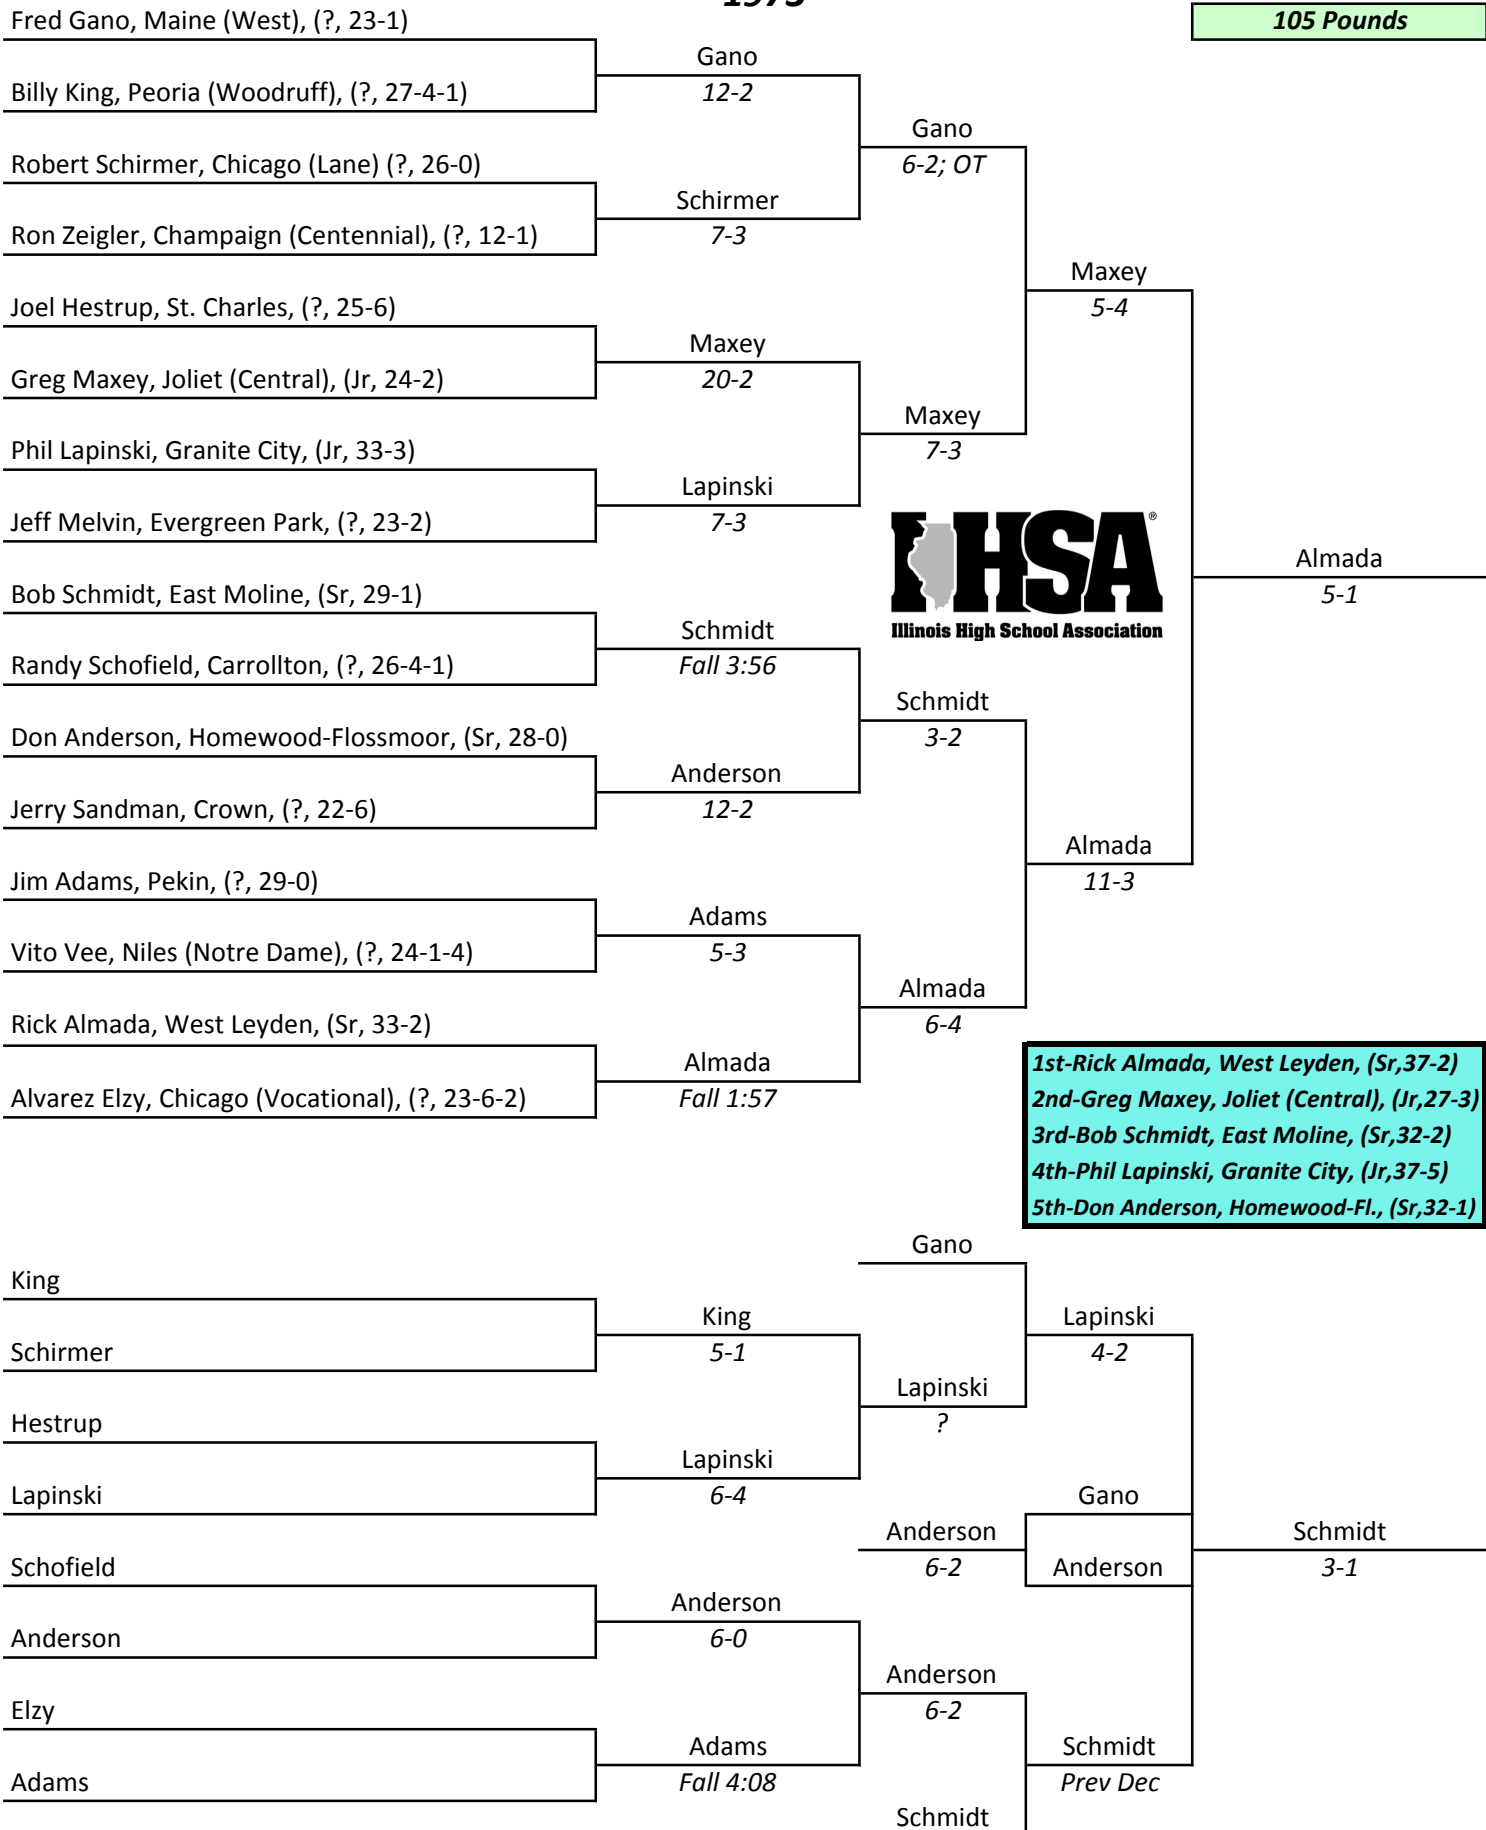 Fred Gano, Maine (West), (?, 23-1)
105 Pounds
Gano
12-2
Billy King, Peoria (Woodruff), (?, 27-4-1)
Gano
6-2; OT
Robert Schirmer, Chicago (Lane) (?, 26-0)
Schirmer
7-3
Ron Zeigler, Champaign (Centennial), (?, 12-1)
Maxey
5-4
Joel Hestrup, St. Charles, (?, 25-6)
Maxey
20-2
Greg Maxey, Joliet (Central), (Jr, 24-2)
Maxey
7-3
Phil Lapinski, Granite City, (Jr, 33-3)
Lapinski
7-3
Jeff Melvin, Evergreen Park, (?, 23-2)
IHSA®
Illinois High School Association
Almada
5-1
Bob Schmidt, East Moline, (Sr, 29-1)
Schmidt
Fall 3:56
Randy Schofield, Carrollton, (?, 26-4-1)
Schmidt
3-2
Don Anderson, Homewood-Flossmoor, (Sr, 28-0)
Anderson
12-2
Jerry Sandman, Crown, (?, 22-6)
Almada
11-3
Jim Adams, Pekin, (?, 29-0)
Adams
5-3
Vito Vee, Niles (Notre Dame), (?, 24-1-4)
Almada
6-4
Rick Almada, West Leyden, (Sr, 33-2)
Almada
Fall 1:57
Alvarez Elzy, Chicago (Vocational), (?, 23-6-2)
1st-Rick Almada, West Leyden, (Sr,37-2)
2nd-Greg Maxey, Joliet (Central), (Jr,27-3)
3rd-Bob Schmidt, East Moline, (Sr,32-2)
4th-Phil Lapinski, Granite City, (Jr,37-5)
5th-Don Anderson, Homewood-Fl., (Sr,32-1)
Gano
King
King
5-1
Lapinski
4-2
Schirmer
Lapinski
?
Hestrup
Lapinski
6-4
Lapinski
Gano
Anderson
6-2
Anderson
Schmidt
3-1
Schofield
Anderson
6-0
Anderson
Anderson
6-2
Elzy
Adams
Fall 4:08
Schmidt
Prev Dec
Adams
Schmidt